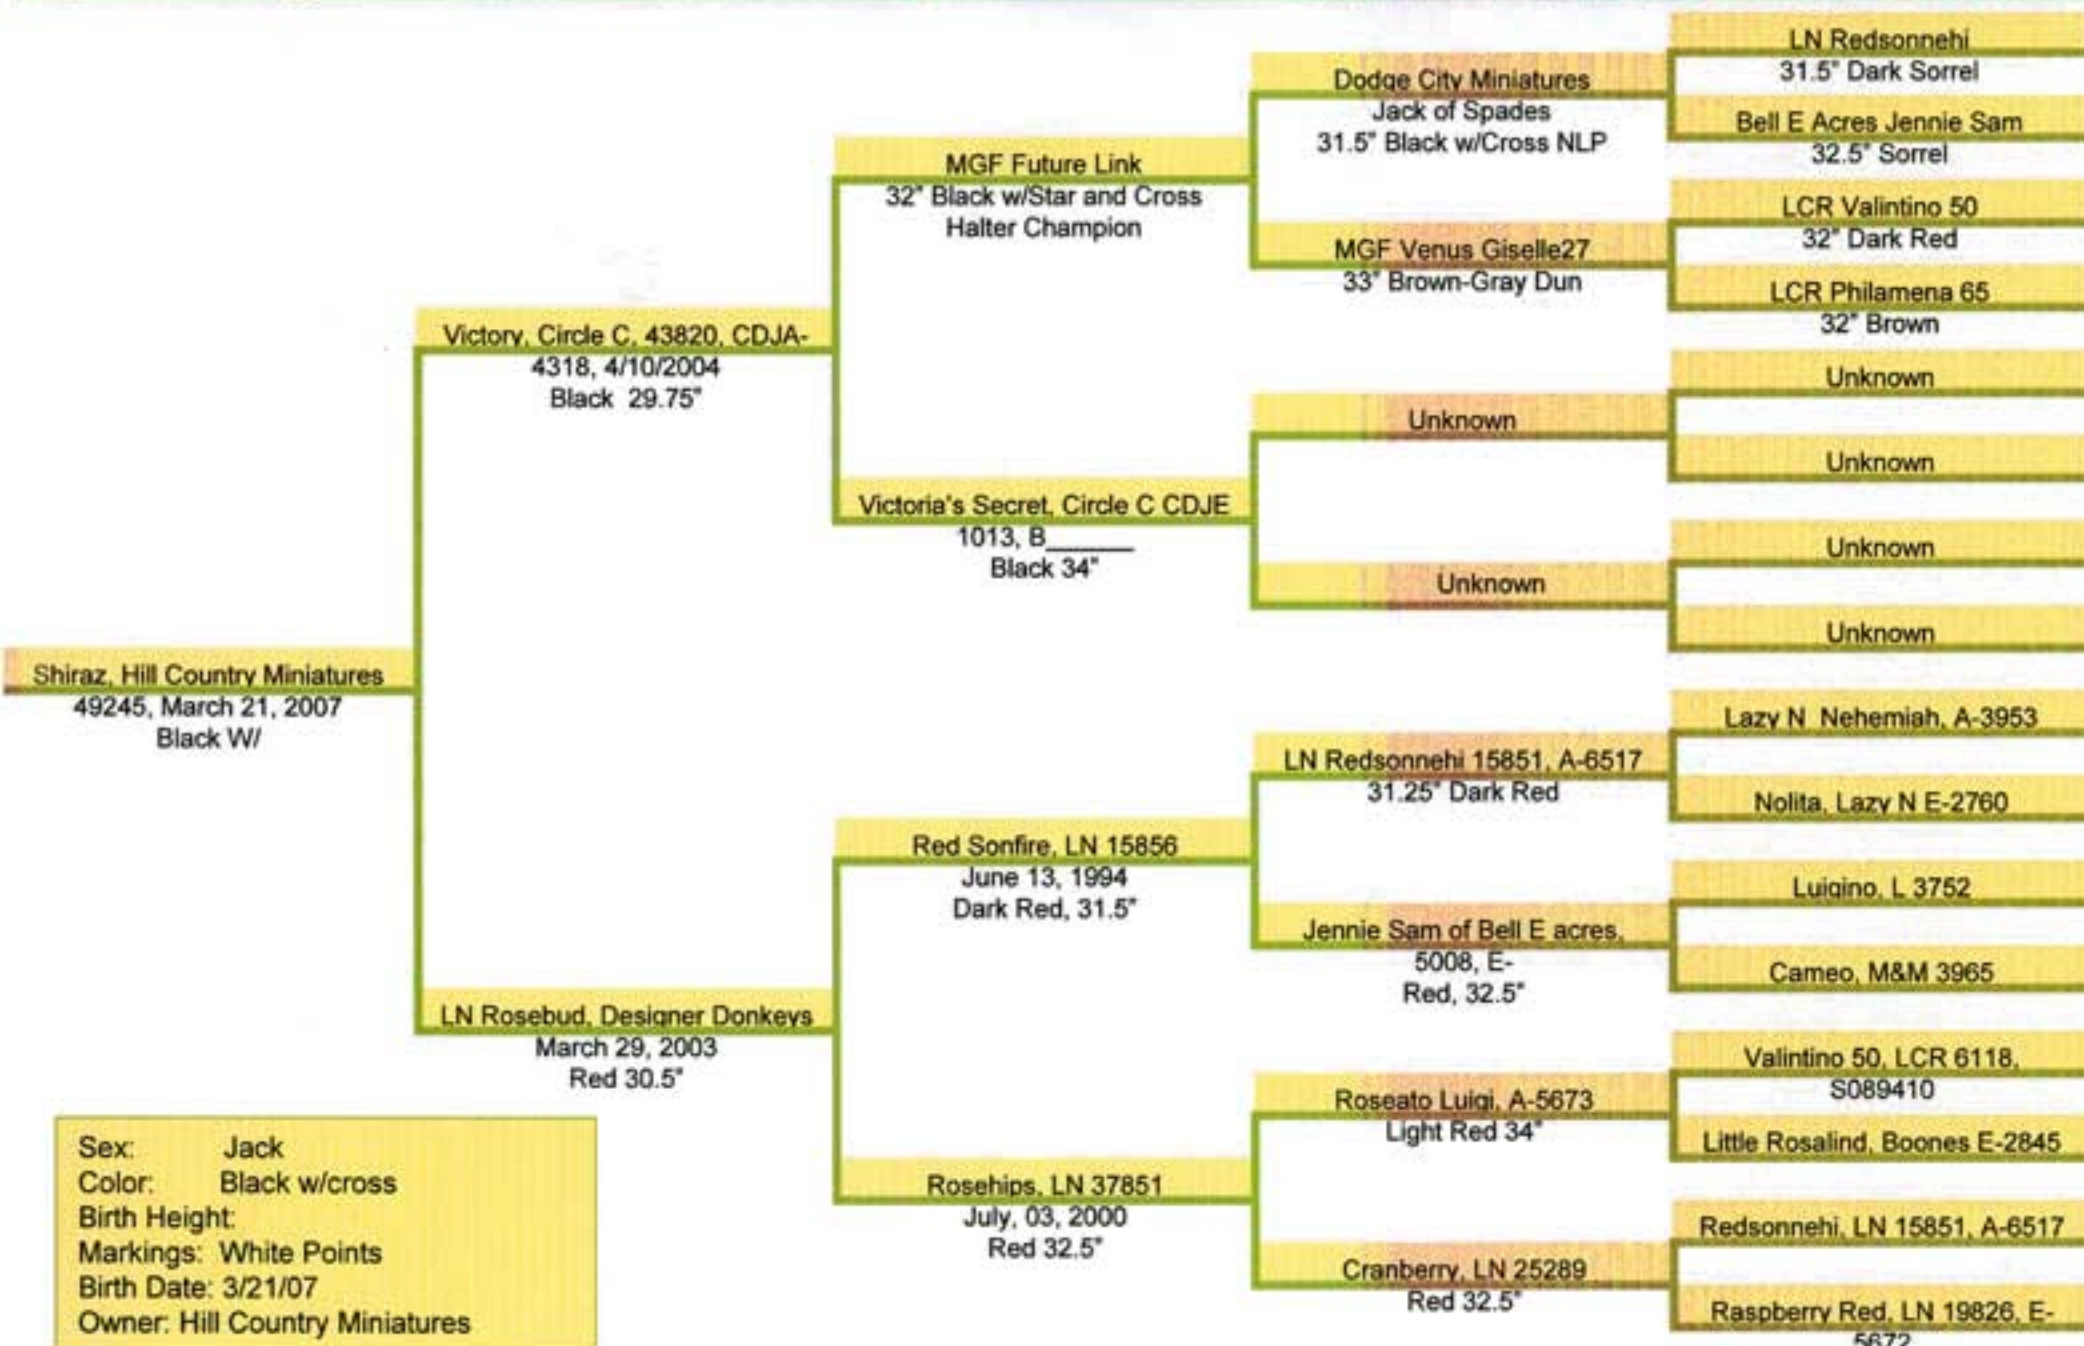 Shiraz, Hill Country Miniatures
49245, March 21, 2007
Black W/
Victory, Circle C, 43820, CDJA-
4318, 4/10/2004
Black 29.75"
LN Rosebud, Designer Donkeys
March 29, 2003
Red 30.5"
MGF Future Link
32" Black w/Star and Cross
Halter Champion
Victoria's Secret, Circle C CDJE
1013, B______
Black 34"
Red Sonfire, LN 15856
June 13, 1994
Dark Red, 31.5"
Rosehips, LN 37851
July, 03, 2000
Red 32.5"
Dodge City Miniatures
Jack of Spades
31.5" Black w/Cross NLP
MGF Venus Giselle27
33" Brown-Gray Dun
Unknown
Unknown
LN Redsonnehi 15851, A-6517
31.25" Dark Red
Jennie Sam of Bell E acres,
5008, E-
Red, 32.5"
Roseato Luigi, A-5673
Light Red 34"
Cranberry, LN 25289
Red 32.5"
LN Redsonnehi
31.5" Dark Sorrel
Bell E Acres Jennie Sam
32.5" Sorrel
LCR Valintino 50
32" Dark Red
LCR Philamena 65
32" Brown
Unknown
Unknown
Unknown
Unknown
Lazy N Nehemiah, A-3953
Nolita, Lazy N E-2760
Luigino, L 3752
Cameo, M&M 3965
Valintino 50, LCR 6118,
S089410
Little Rosalind, Boones E-2845
Redsonnehi, LN 15851, A-6517
Raspberry Red, LN 19826, E-
5672
Sex: Jack
Color: Black w/cross
Birth Height:
Markings: White Points
Birth Date: 3/21/07
Owner: Hill Country Miniatures